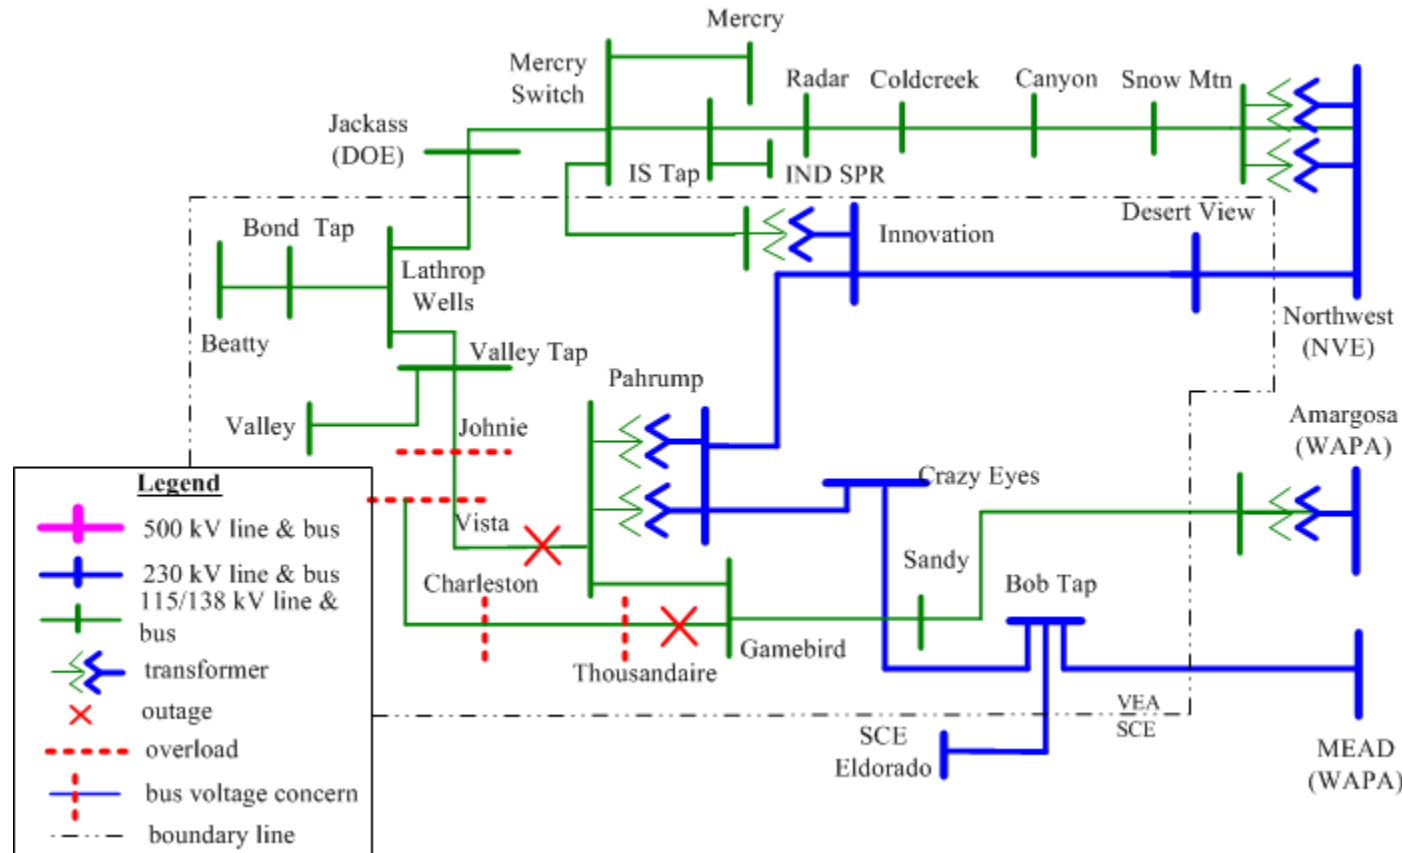 Mercry
Mercry
Switch
Radar
Coldcreek
Canyon
Snow Mtn
Jackass
(DOE)
IS Tap
IND SPR
Bond Tap
Innovation
Desert View
Lathrop
Wells
Beatty
Northwest
(NVE)
Valley Tap
Pahrump
Valley
Johnie
Amargosa
(WAPA)
Crazy Eyes
Vista
Charleston
Sandy
Bob Tap
Thousandaire
Gamebird
VEA
SCE
SCE
Eldorado
MEAD
(WAPA)
Legend
500 kV line & bus
230 kV line & bus
115/138 kV line &
bus
transformer
outage
overload
bus voltage concern
boundary line